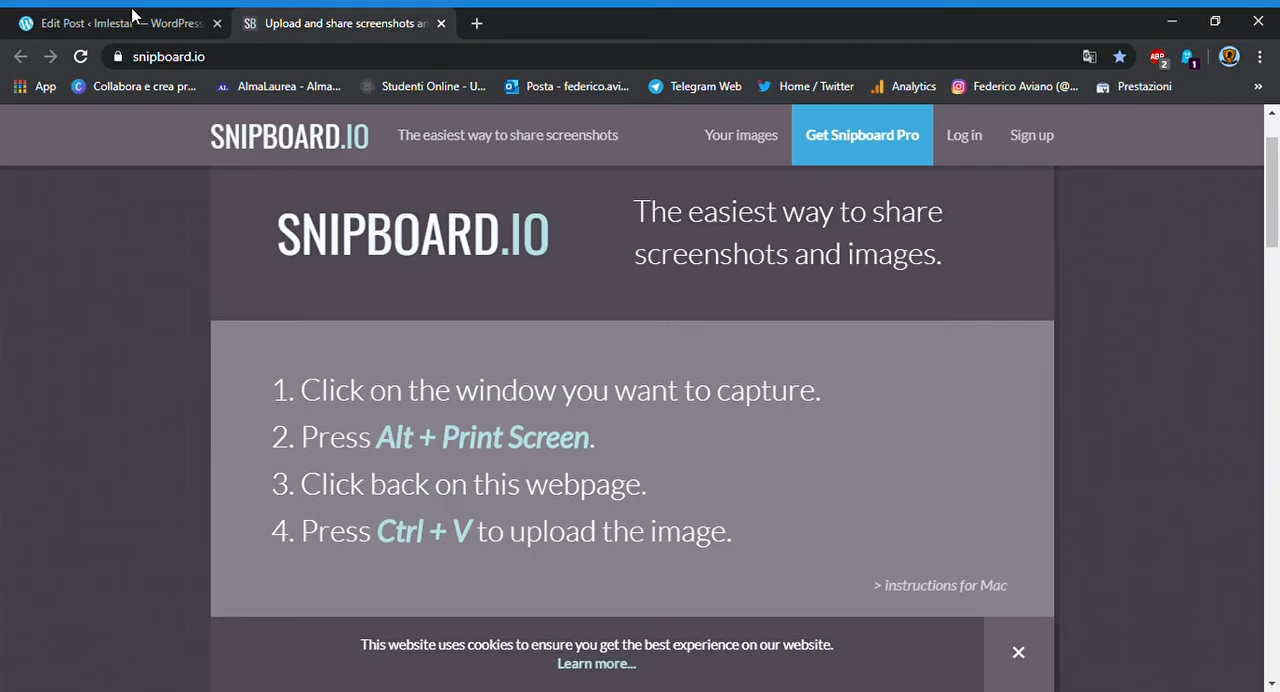 Edit Post ‹ Imlesta — WordPress
Upload and share screenshots an
snipboard.io
App
Collabora e crea pr...
AlmaLaurea - Alma...
Studenti Online - U...
Posta - federico.avi...
Telegram Web
Home / Twitter
Analytics
Federico Aviano (@...
Prestazioni
»
ABP
2
1
SNIPBOARD.IO
The easiest way to share screenshots
Your images
Get Snipboard Pro
Log in
Sign up
SNIPBOARD.IO
The easiest way to share
screenshots and images.
1. Click on the window you want to capture.
2. Press Alt + Print Screen.
3. Click back on this webpage.
4. Press Ctrl + V to upload the image.
> instructions for Mac
This website uses cookies to ensure you get the best experience on our website.
Learn more...